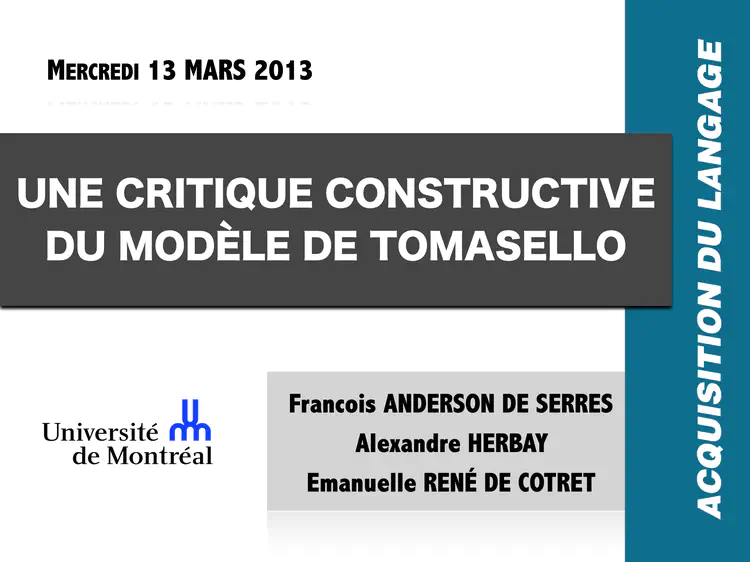 MERCREDI 13 MARS 2013
UNE CRITIQUE CONSTRUCTIVE
DU MODÈLE DE TOMASELLO
Francois ANDERSON DE SERRES
Alexandre HERBAY
Emanuelle RENÉ DE COTRET
Université
de Montréal
ACQUISITION DU LANGAGE